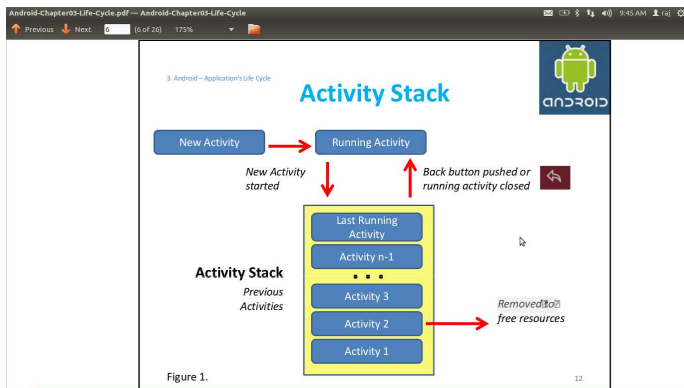 Android-Chapter03-Life-Cycle.pdf — Android-Chapter03-Life-Cycle
9:45 AM raj
Previous Next 6 (6 of 26) 175%
3. Android – Application's Life Cycle
Activity Stack
ANDROID
New Activity
Running Activity
New Activity
started
Back button pushed or
running activity closed
Last Running
Activity
Activity n-1
• • •
Activity Stack
Previous
Activities
Activity 3
Activity 2
Activity 1
Removed to
free resources
Figure 1.
12